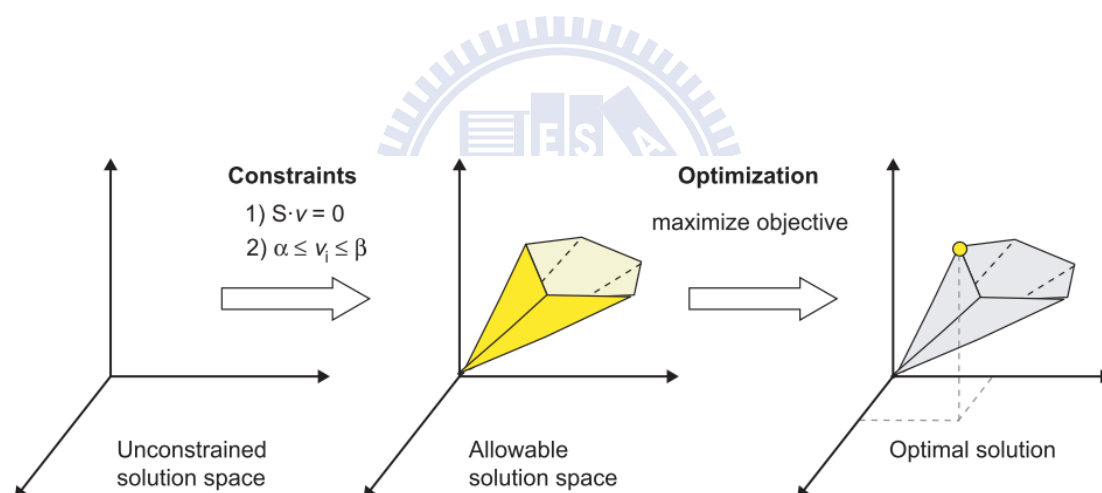 E S A
Constraints
1) S·v = 0
2) α ≤ vᵢ ≤ β
Optimization
maximize objective
Unconstrained
solution space
Allowable
solution space
Optimal solution